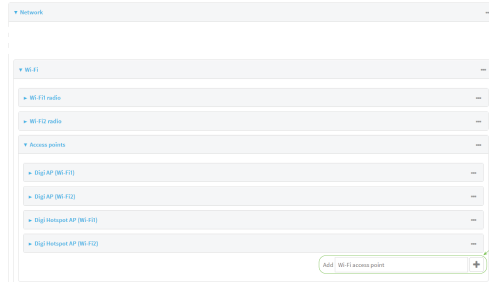 Network
Wi-Fi
Wi-Fi1 radio
Wi-Fi2 radio
Access points
Digi AP (Wi-Fi1)
Digi AP (Wi-Fi2)
Digi Hotspot AP (Wi-Fi1)
Digi Hotspot AP (Wi-Fi2)
Add Wi-Fi access point